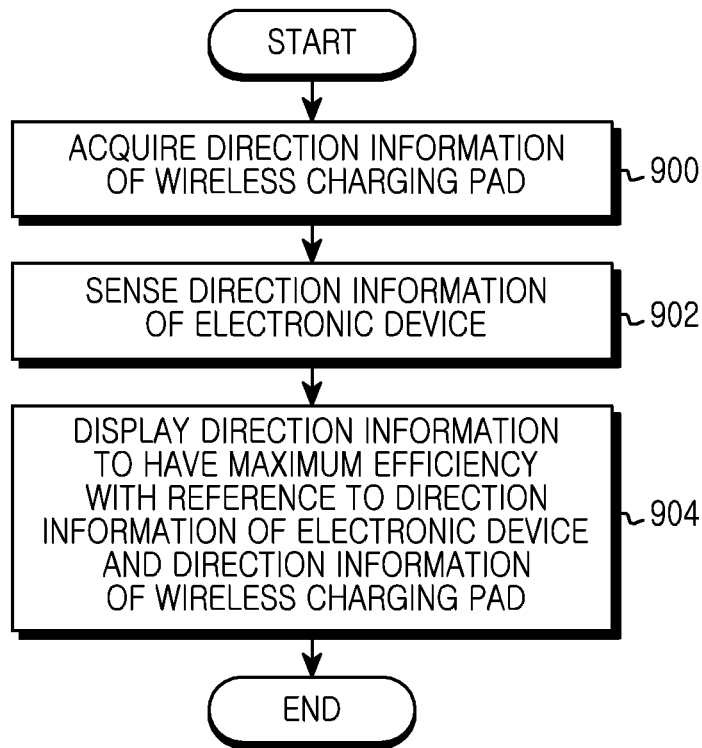 START
ACQUIRE DIRECTION INFORMATION
OF WIRELESS CHARGING PAD
900
SENSE DIRECTION INFORMATION
OF ELECTRONIC DEVICE
902
DISPLAY DIRECTION INFORMATION
TO HAVE MAXIMUM EFFICIENCY
WITH REFERENCE TO DIRECTION
INFORMATION OF ELECTRONIC DEVICE
AND DIRECTION INFORMATION
OF WIRELESS CHARGING PAD
904
END